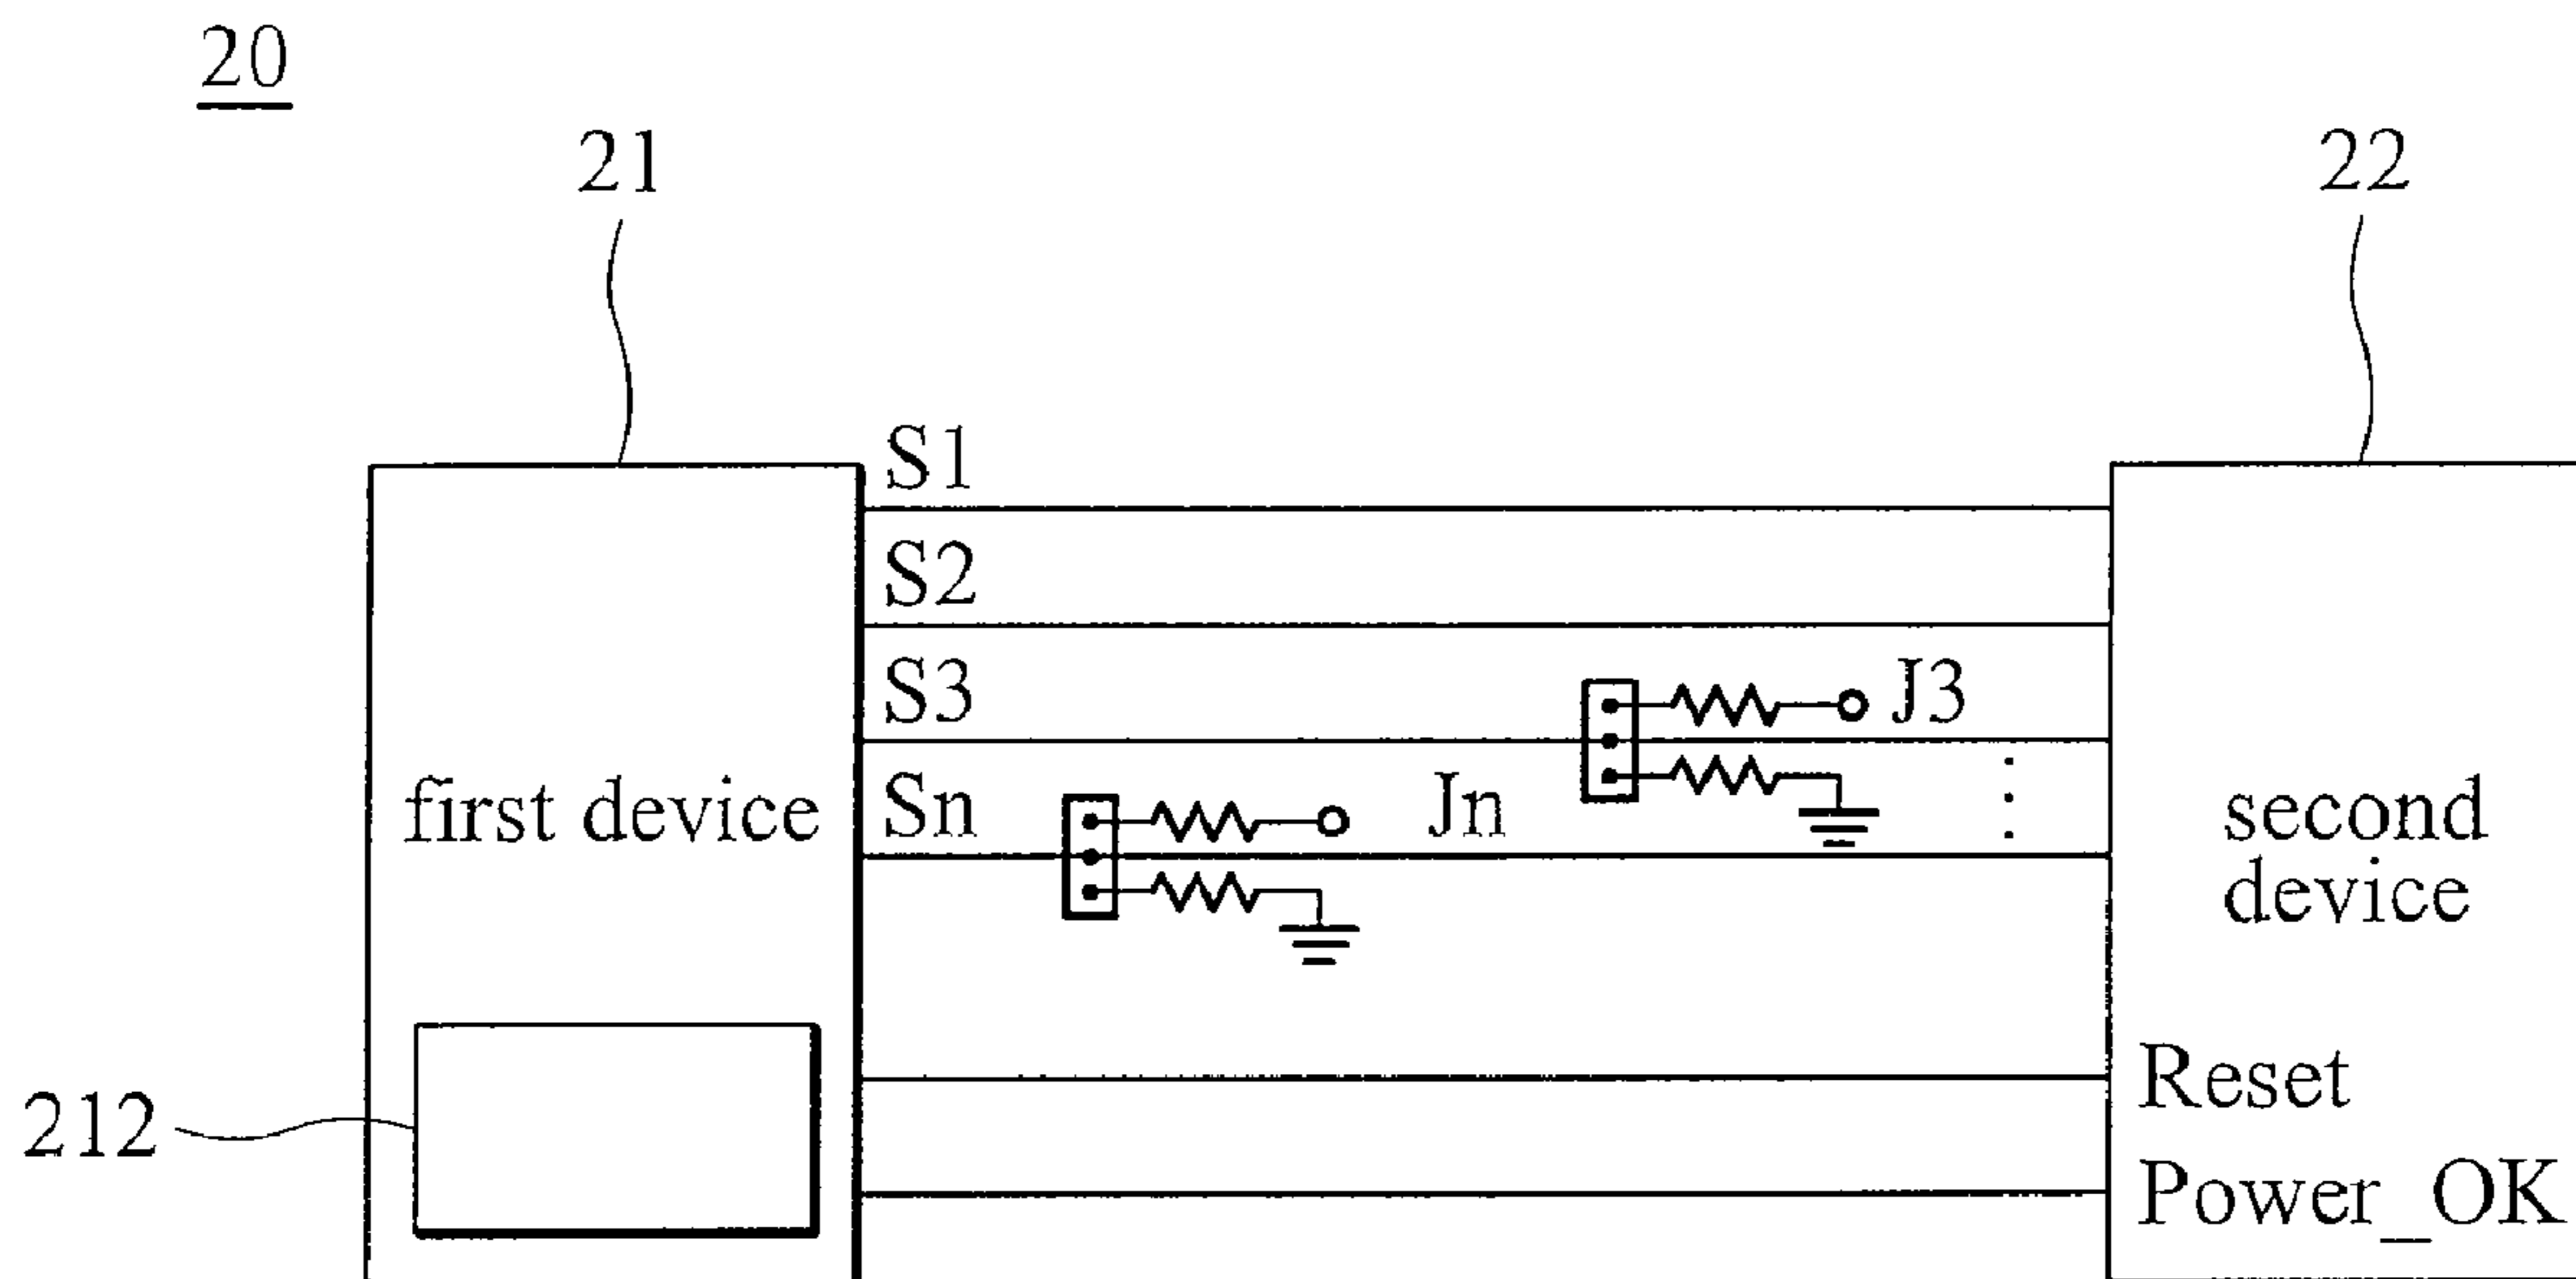 20
21
22
S1
S2
S3
J3
Sn
Jn
first device
second
device
212
Reset
Power_OK